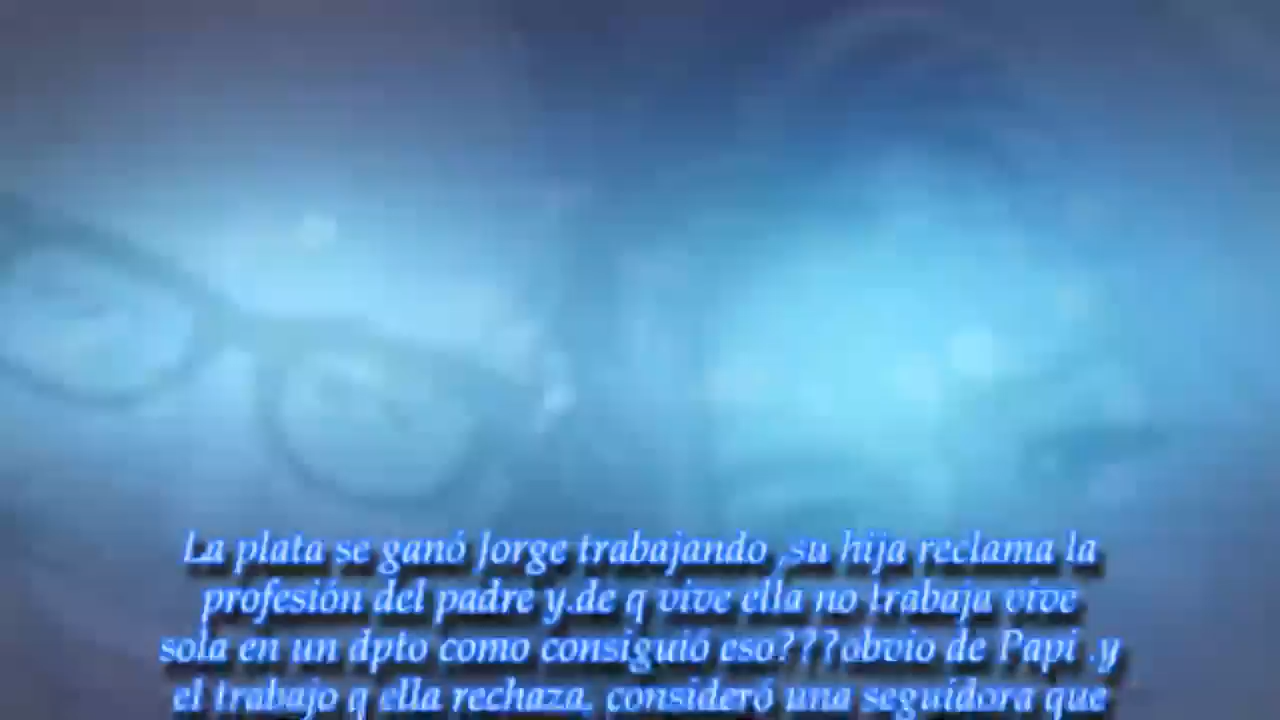 La plata se ganó Jorge trabajando ,su hija reclama la
profesión del padre y.de q vive ella no trabaja vive
sola en un dpto como consiguió eso???obvio de Papi .y
el trabajo q ella rechaza, consideró una seguidora que